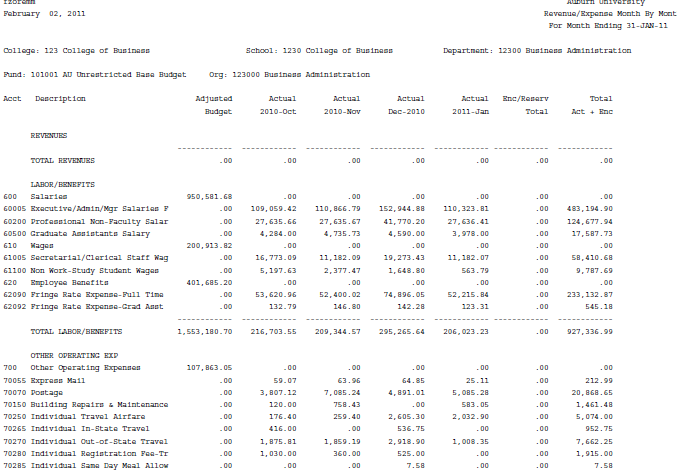 fzoremm Auburn University
February 02, 2011 Revenue/Expense Month By Mont
For Month Ending 31-JAN-11
College: 123 College of Business School: 1230 College of Business Department: 12300 Business Administration
Fund: 101001 AU Unrestricted Base Budget Org: 123000 Business Administration
Acct Description Adjusted Actual Actual Actual Actual Enc/Reserv Total
Budget 2010-Oct 2010-Nov Dec-2010 2011-Jan Total Act + Enc
REVENUES
------------ ------------ ------------ ------------ ------------ ------------ ------------
TOTAL REVENUES .00 .00 .00 .00 .00 .00 .00
LABOR/BENEFITS
600 Salaries 950,581.68 .00 .00 .00 .00 .00 .00
60005 Executive/Admin/Mgr Salaries F .00 109,059.42 110,866.79 152,944.88 110,323.81 .00 483,194.90
60200 Professional Non-Faculty Salar .00 27,635.66 27,635.67 41,770.20 27,636.41 .00 124,677.94
60500 Graduate Assistants Salary .00 4,284.00 4,735.73 4,590.00 3,978.00 .00 17,587.73
610 Wages 200,913.82 .00 .00 .00 .00 .00 .00
61005 Secretarial/Clerical Staff Wag .00 16,773.09 11,182.09 19,273.43 11,182.07 .00 58,410.68
61100 Non Work-Study Student Wages .00 5,197.63 2,377.47 1,648.80 563.79 .00 9,787.69
620 Employee Benefits 401,685.20 .00 .00 .00 .00 .00 .00
62090 Fringe Rate Expense-Full Time .00 53,620.96 52,400.02 74,896.05 52,215.84 .00 233,132.87
62092 Fringe Rate Expense-Grad Asst .00 132.79 146.80 142.28 123.31 .00 545.18
------------ ------------ ------------ ------------ ------------ ------------ ------------
TOTAL LABOR/BENEFITS 1,553,180.70 216,703.55 209,344.57 295,265.64 206,023.23 .00 927,336.99
OTHER OPERATING EXP
700 Other Operating Expenses 107,863.05 .00 .00 .00 .00 .00 .00
70055 Express Mail .00 59.07 63.96 64.85 25.11 .00 212.99
70070 Postage .00 3,807.12 7,085.24 4,891.01 5,085.28 .00 20,868.65
70150 Building Repairs & Maintenance .00 120.00 758.43 .00 583.05 .00 1,461.48
70250 Individual Travel Airfare .00 176.40 259.40 2,605.30 2,032.90 .00 5,074.00
70265 Individual In-State Travel .00 416.00 .00 536.75 .00 .00 952.75
70270 Individual Out-of-State Travel .00 1,875.81 1,859.19 2,918.90 1,008.35 .00 7,662.25
70280 Individual Registration Fee-Tr .00 1,030.00 360.00 525.00 .00 .00 1,915.00
70285 Individual Same Day Meal Allow .00 .00 .00 7.58 .00 .00 7.58